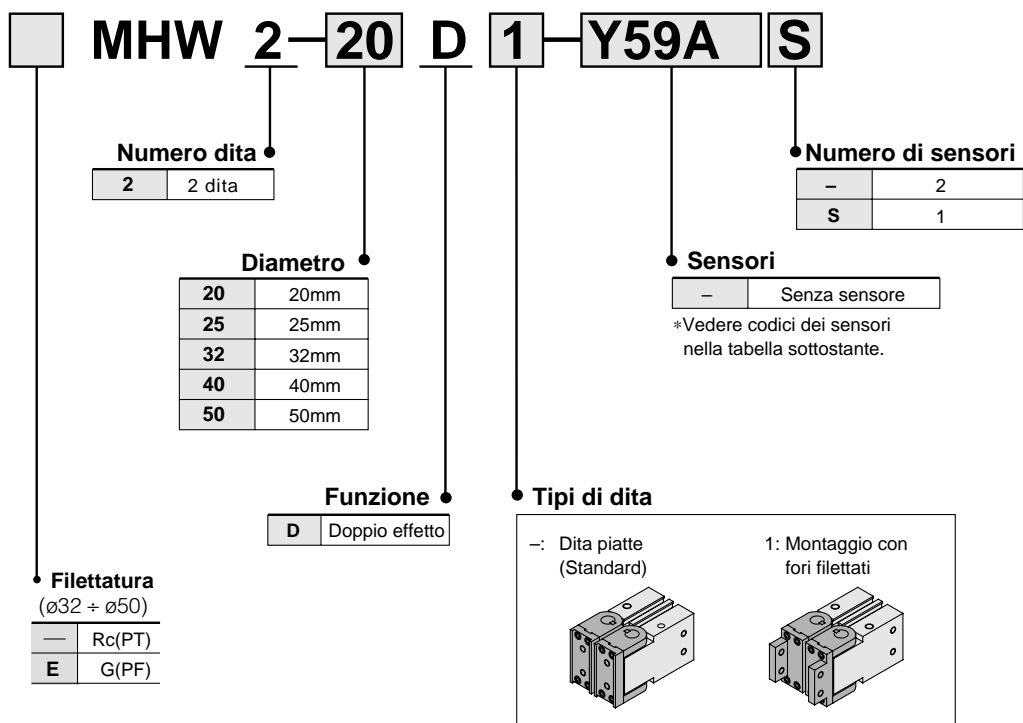 MHW 2-20 D 1-Y59A S
Numero dita
2 2 dita
Numero di sensori
– 2
S 1
Diametro
20 20mm
25 25mm
32 32mm
40 40mm
50 50mm
Sensori
– Senza sensore
*Vedere codici dei sensori
nella tabella sottostante.
Funzione
D Doppio effetto
Tipi di dita
–: Dita piatte
(Standard)
1: Montaggio con
fori filettati
Filettatura
(ø32 ÷ ø50)
— Rc(PT)
E G(PF)